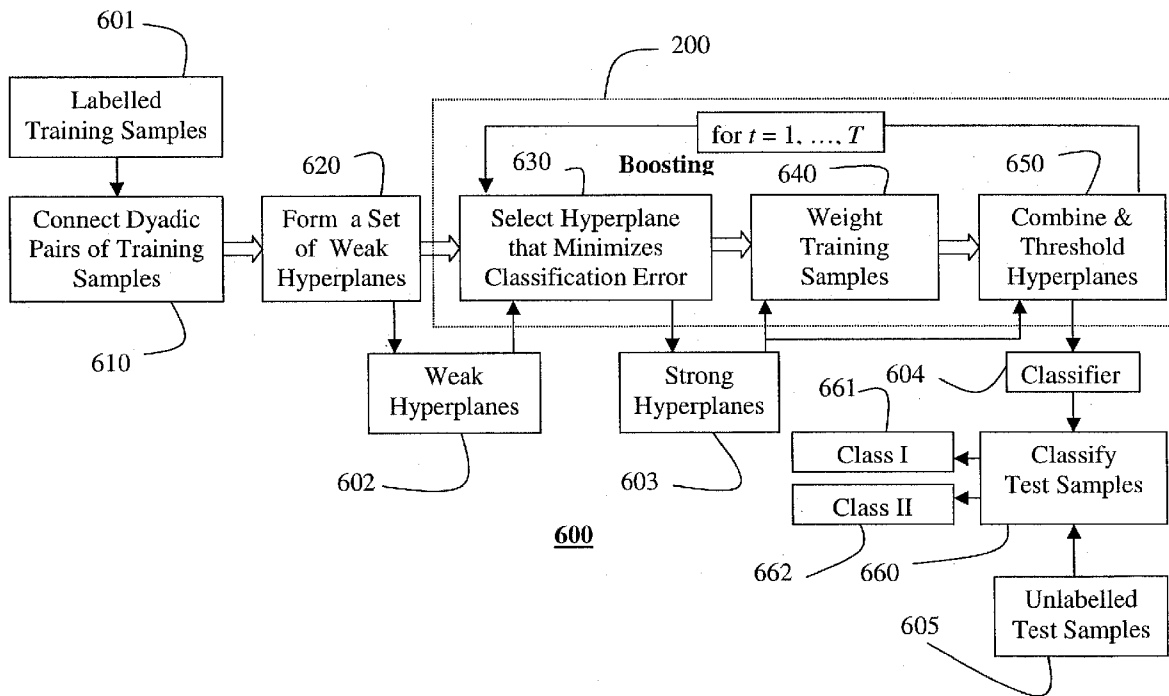 601
200
Labelled
Training Samples
for t = 1, ..., T
Boosting
620
630
640
650
Connect Dyadic
Pairs of Training
Samples
Form a Set
of Weak
Hyperplanes
Select Hyperplane
that Minimizes
Classification Error
Weight
Training
Samples
Combine &
Threshold
Hyperplanes
610
Weak
Hyperplanes
Strong
Hyperplanes
604
Classifier
661
602
603
Class I
Class II
Classify
Test Samples
600
662
660
Unlabelled
Test Samples
605